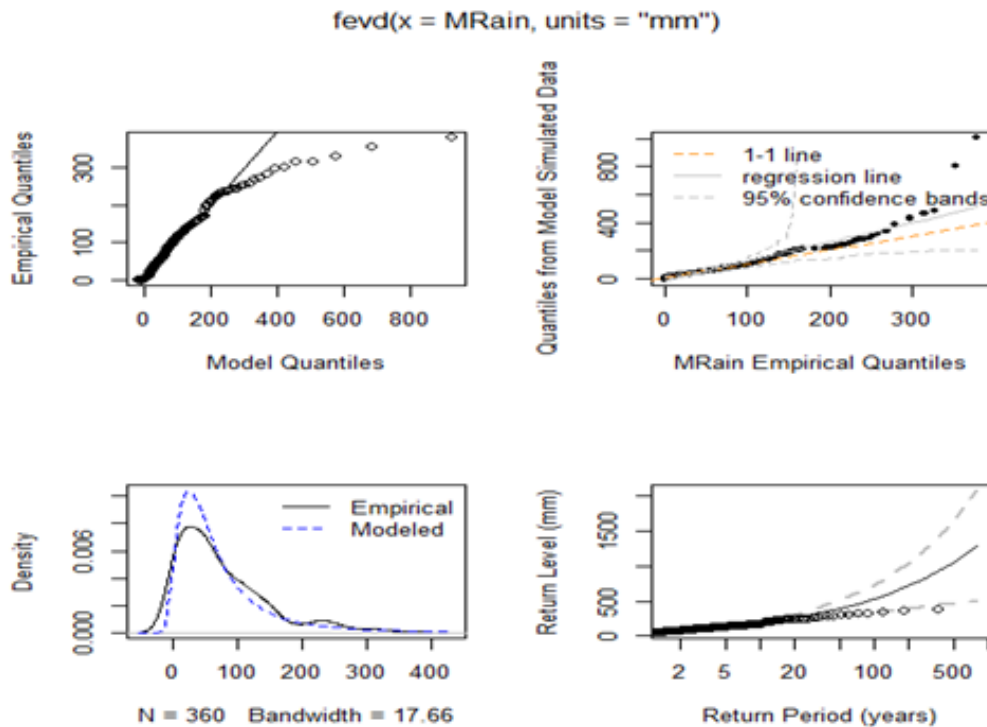 fevd(x = MRain, units = "mm")
Empirical Quantiles
0 100 300
0 200 400 600 800
Model Quantiles
Quantiles from Model Simulated Data
0 400 800
1-1 line
regression line
95% confidence bands
0 100 200 300
MRain Empirical Quantiles
Density
0.000 0.006
Empirical
Modeled
0 100 200 300 400
N = 360 Bandwidth = 17.66
Return Level (mm)
0 500 1500
2 5 20 100 500
Return Period (years)